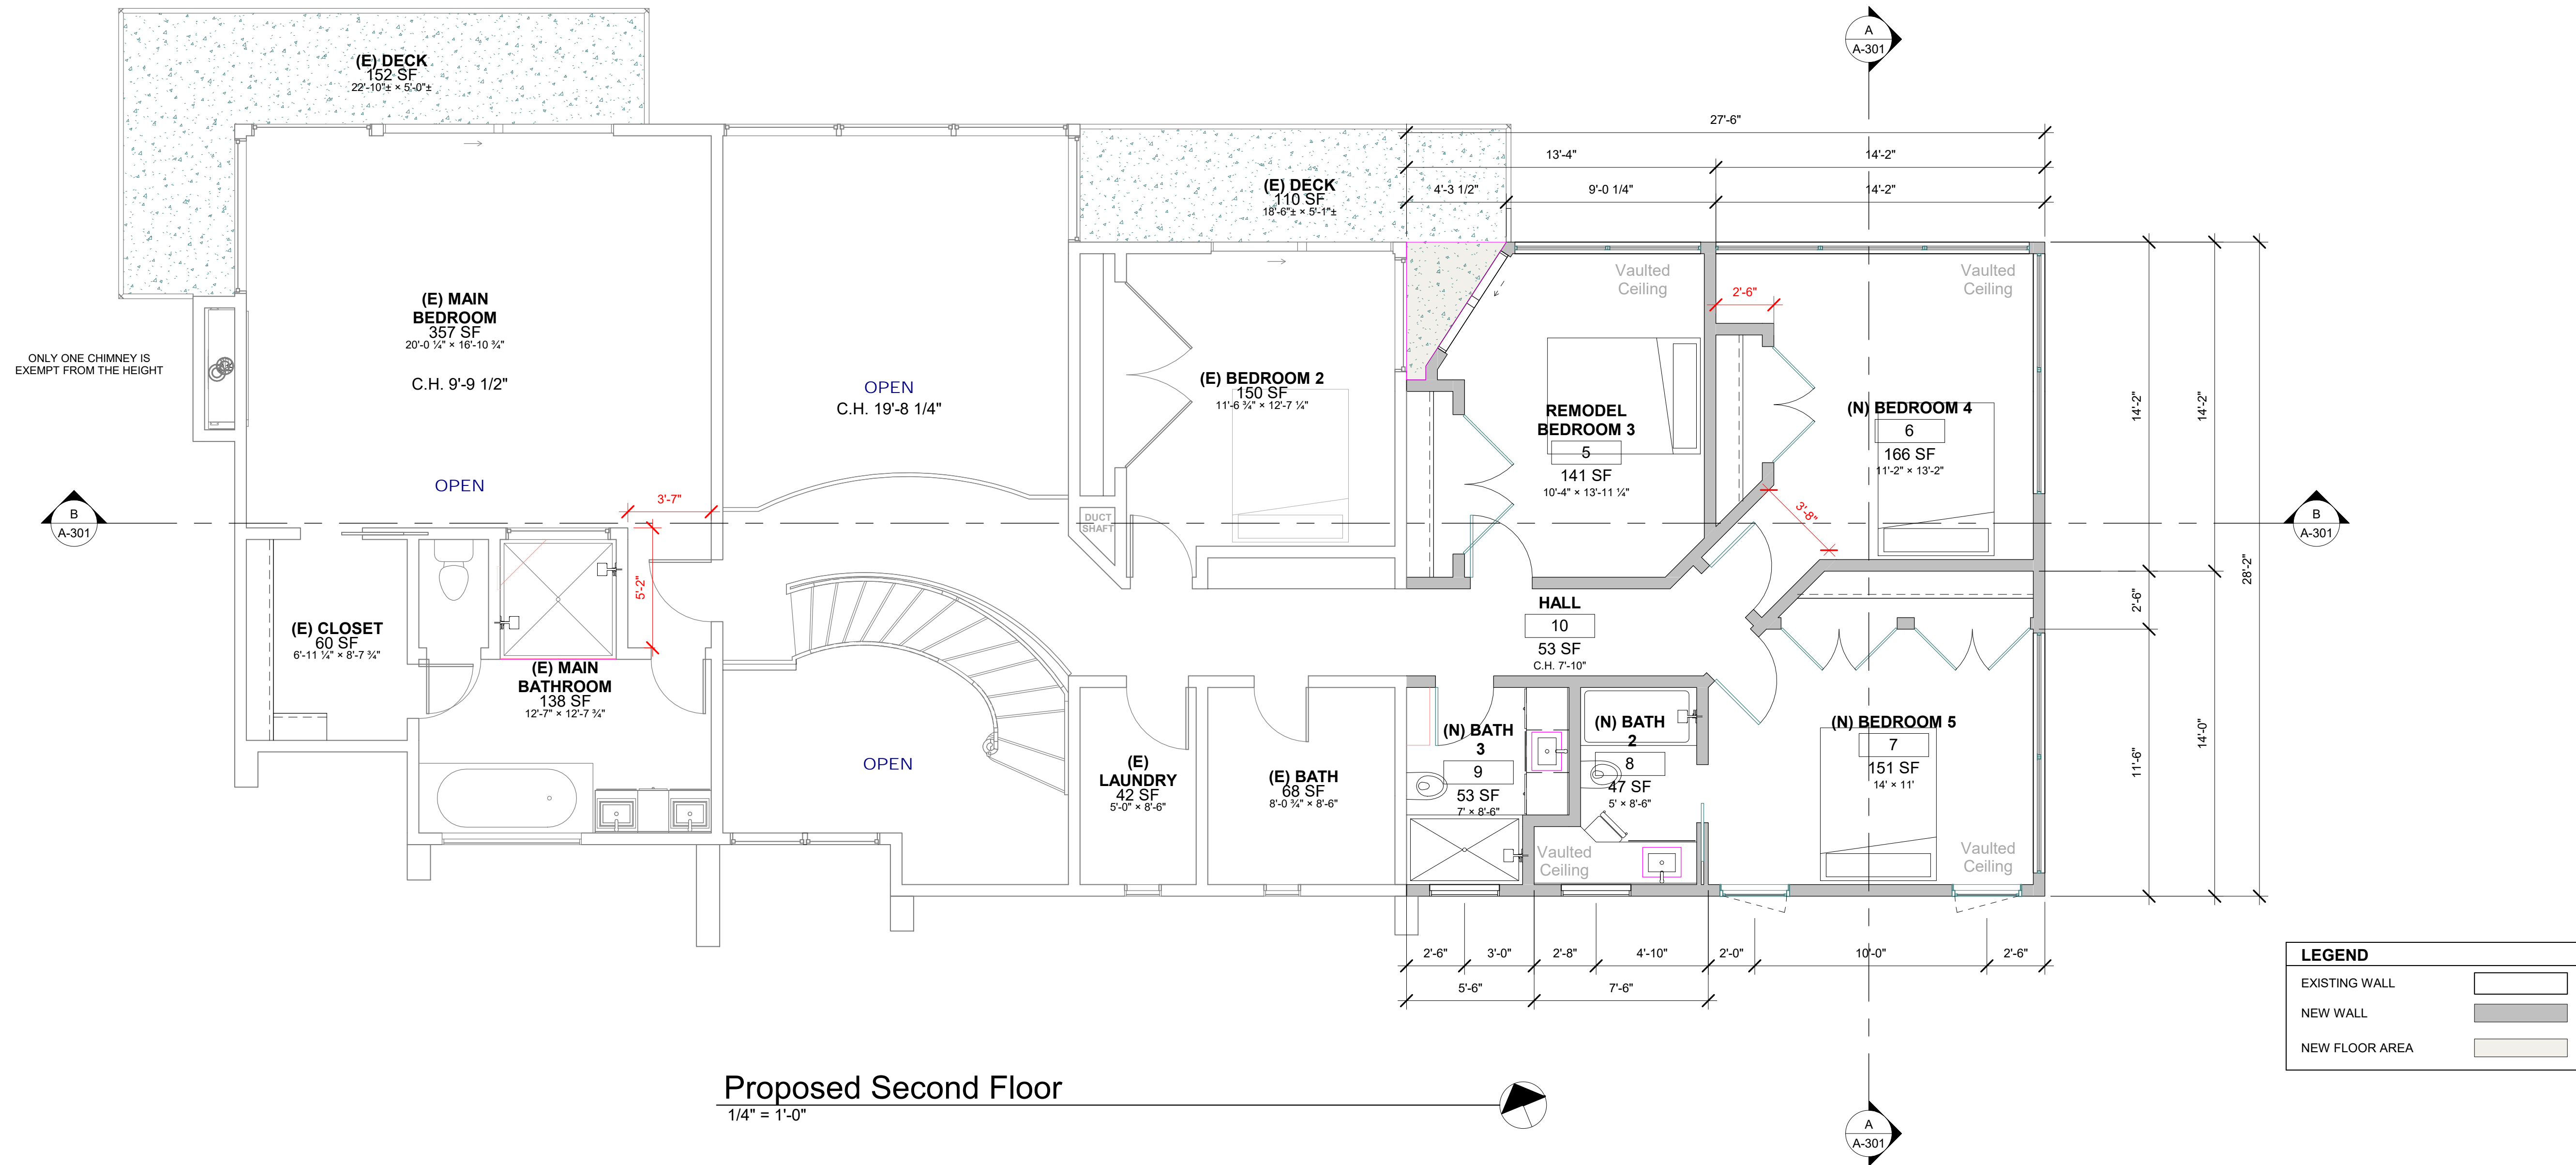 A
A-301
(E) DECK
152 SF
22'-10"± × 5'-0"±
27'-6"
13'-4"
14'-2"
4'-3 1/2"
9'-0 1/4"
14'-2"
(E) DECK
110 SF
18'-6"± × 5'-1"±
Vaulted
Ceiling
Vaulted
Ceiling
2'-6"
(E) MAIN
BEDROOM
357 SF
20'-0 ¼" × 16'-10 ¾"
C.H. 9'-9 1/2"
OPEN
ONLY ONE CHIMNEY IS
EXEMPT FROM THE HEIGHT
OPEN
C.H. 19'-8 1/4"
(E) BEDROOM 2
150 SF
11'-6 ¾" × 12'-7 ¼"
REMODEL
BEDROOM 3
5
141 SF
10'-4" × 13'-11 ¼"
(N) BEDROOM 4
6
166 SF
11'-2" × 13'-2"
14'-2"
14'-2"
28'-2"
B
A-301
3'-7"
5'-2"
DUCT
SHAFT
3'-8"
B
A-301
2'-6"
(E) CLOSET
60 SF
6'-11 ¼" × 8'-7 ¾"
(E) MAIN
BATHROOM
138 SF
12'-7" × 12'-7 ¾"
HALL
10
53 SF
C.H. 7'-10"
OPEN
(E)
LAUNDRY
42 SF
5'-0" × 8'-6"
(E) BATH
68 SF
8'-0 ¾" × 8'-6"
(N) BATH
3
9
53 SF
7' × 8'-6"
(N) BATH
2
8
47 SF
5' × 8'-6"
Vaulted
Ceiling
(N) BEDROOM 5
7
151 SF
14' × 11'
Vaulted
Ceiling
11'-6"
14'-0"
2'-6"
3'-0"
2'-8"
4'-10"
2'-0"
10'-0"
2'-6"
5'-6"
7'-6"
LEGEND
EXISTING WALL
NEW WALL
NEW FLOOR AREA
Proposed Second Floor
1/4" = 1'-0"
A
A-301